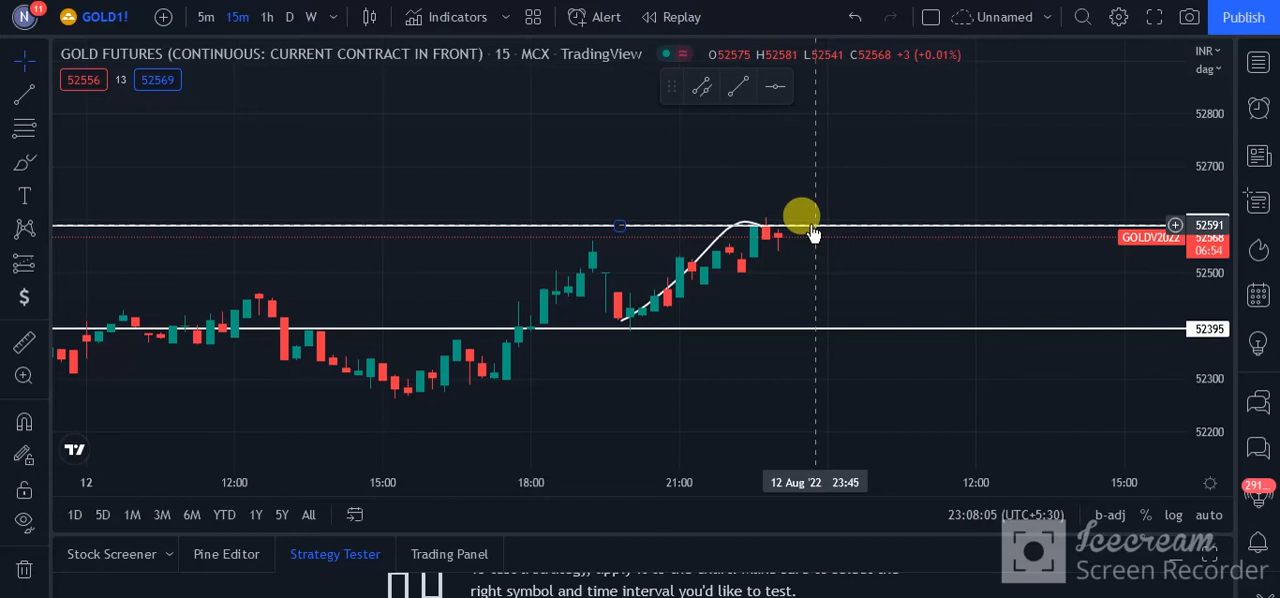 N 11 GOLD1! 5m 15m 1h D W Indicators Alert Replay Unnamed Publish
GOLD FUTURES (CONTINUOUS: CURRENT CONTRACT IN FRONT) · 15 · MCX · TradingView O52575 H52581 L52541 C52568 +3 (+0.01%)
INR
dag
52556 13 52569
52800
52700
52591
GOLDV2022 52568
06:54
52500
52395
52300
52200
12 12:00 15:00 18:00 21:00 12 Aug '22 23:45 12:00 15:00
1D 5D 1M 3M 6M YTD 1Y 5Y All 23:08:05 (UTC+5:30) b-adj % log auto
291...
Stock Screener Pine Editor Strategy Tester Trading Panel
Icecream
Screen Recorder
right symbol and time interval you'd like to test.